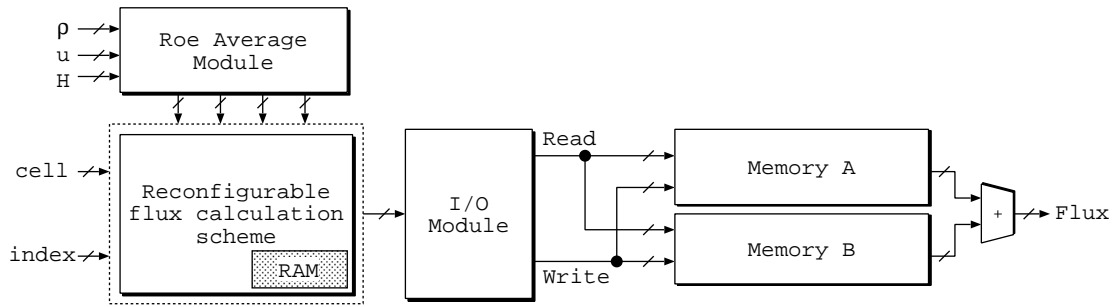 ρ
u
H
Roe Average
Module
cell
index
Reconfigurable
flux calculation
scheme
RAM
I/O
Module
Read
Write
Memory A
Memory B
+
Flux